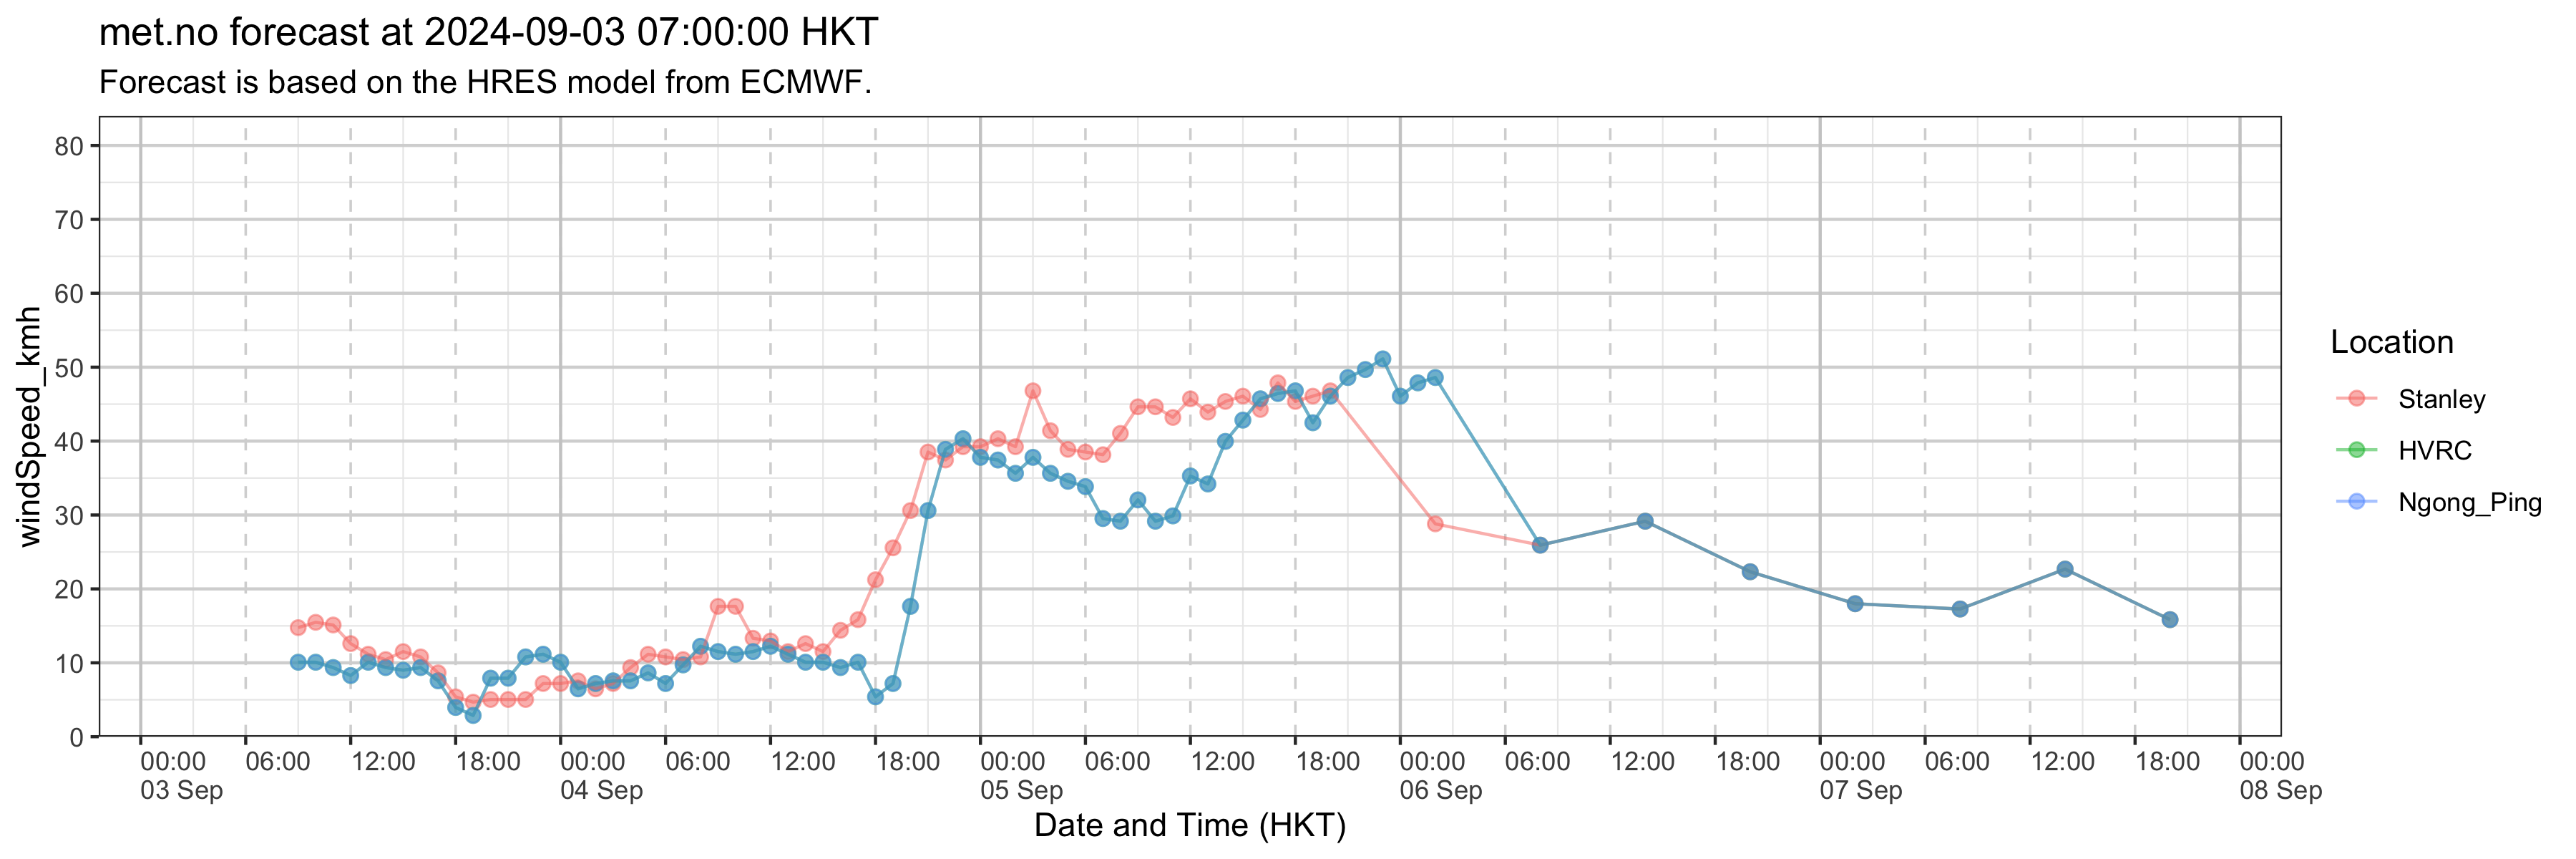 met.no forecast at 2024-09-03 07:00:00 HKT
Forecast is based on the HRES model from ECMWF.
windSpeed_kmh
80
70
60
50
40
30
20
10
0
00:00 06:00 12:00 18:00 00:00 06:00 12:00 18:00 00:00 06:00 12:00 18:00 00:00 06:00 12:00 18:00 00:00 06:00 12:00 18:00 00:00
03 Sep 04 Sep 05 Sep 06 Sep 07 Sep 08 Sep
Date and Time (HKT)
Location
Stanley
HVRC
Ngong_Ping